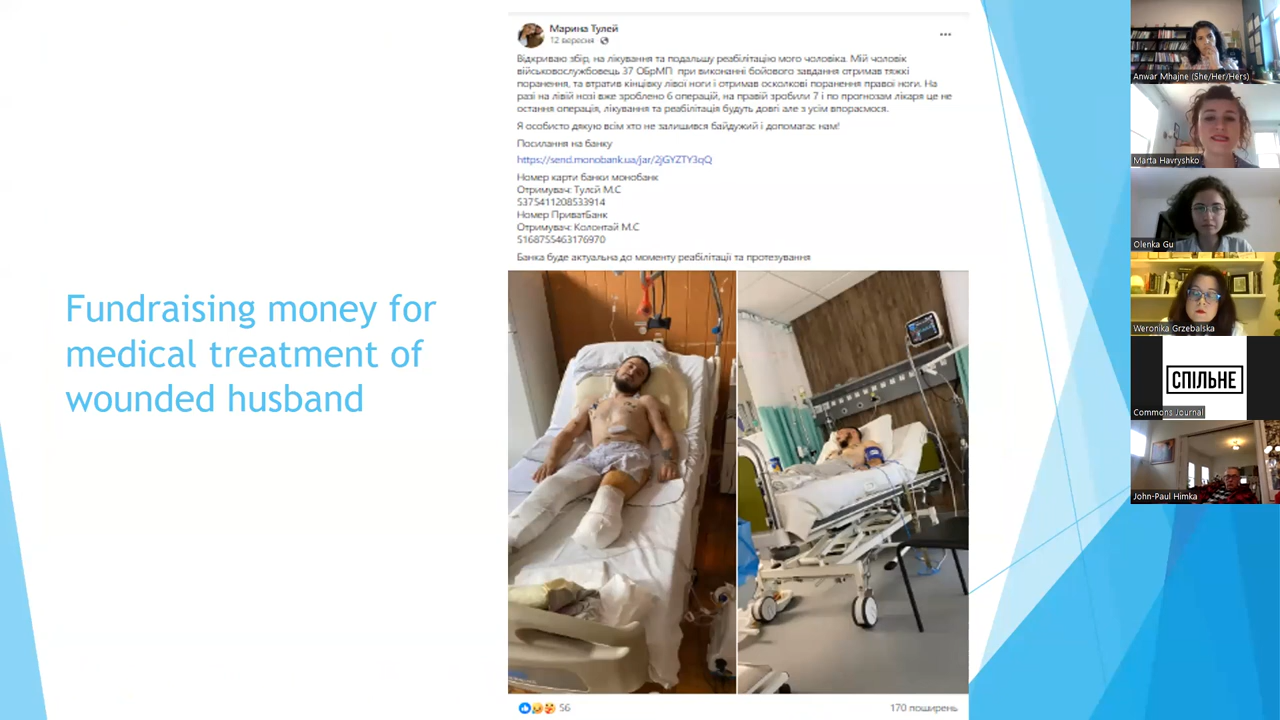 Fundraising money for
medical treatment of
wounded husband
Марина Тулей
12 вересня
Відкриваю збір, на лікування та подальшу реабілітацію мого чоловіка. Мій чоловік
військовослужбовець 37 ОБрМП при виконанні бойового завдання отримав тяжкі
поранення, та втратив кінцівку лівої ноги і отримав осколкові поранення правої ноги. На
разі на лівій нозі вже зроблено 6 операцій, на правій зробили 7 і по прогнозам лікаря це не
остання операція, лікування та реабілітація будуть довгі але з усім впораємося.
Я особисто дякую всім хто не залишився байдужий і допомагає нам!
Посилання на банку
https://send.monobank.ua/jar/2jGYZTY3qQ
Номер карти банки монобанк
Отримувач: Тулєй М.С
5375411208533914
Номер ПриватБанк
Отримувач: Колонтай М.С
5168755463176970
Банка буде актуальна до моменту реабілітації та протезування
56
170 поширень
Anwar Mhajne (She/Her/Hers)
Marta Havryshko
Olenka Gu
Weronika Grzebalska
СПІЛЬНЕ
Commons Journal
John-Paul Himka